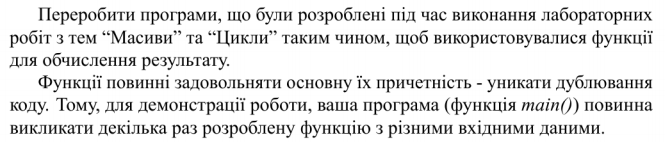 Переробити програми, що були розроблені під час виконання лабораторних
робіт з тем “Масиви” та “Цикли” таким чином, щоб використовувалися функції
для обчислення результату.
Функції повинні задовольняти основну їх причетність - уникати дублювання
коду. Тому, для демонстрації роботи, ваша програма (функція main()) повинна
викликати декілька раз розроблену функцію з різними вхідними даними.